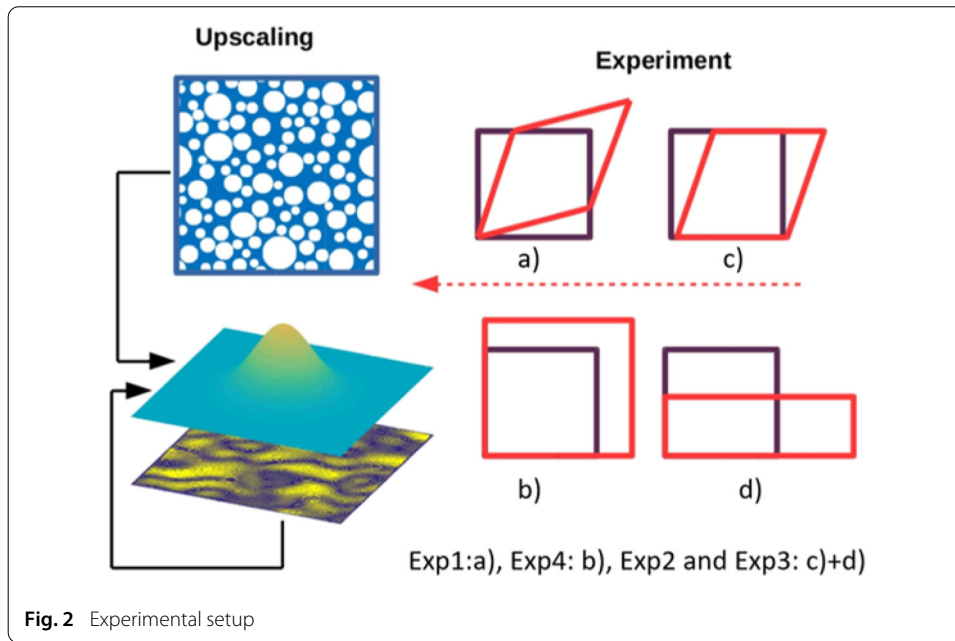 Upscaling
Experiment
a)
c)
b)
d)
Exp1:a), Exp4: b), Exp2 and Exp3: c)+d)
Fig. 2 Experimental setup